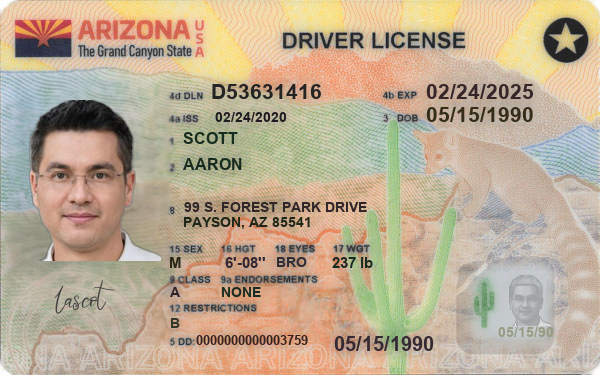 ARIZONA USA
The Grand Canyon State
DRIVER LICENSE
4d DLN D53631416 4b EXP 02/24/2025
4a ISS 02/24/2020 3 DOB 05/15/1990
1 SCOTT
2 AARON
8 99 S. FOREST PARK DRIVE
PAYSON, AZ 85541
15 SEX 16 HGT 18 EYES 17 WGT
M 6'-08" BRO 237 lb
9 CLASS 9a ENDORSEMENTS
A NONE
12 RESTRICTIONS
B
Lascot
05/15/90
5 DD: 0000000000003759 05/15/1990
ARIZONA ARIZONA ARIZONA